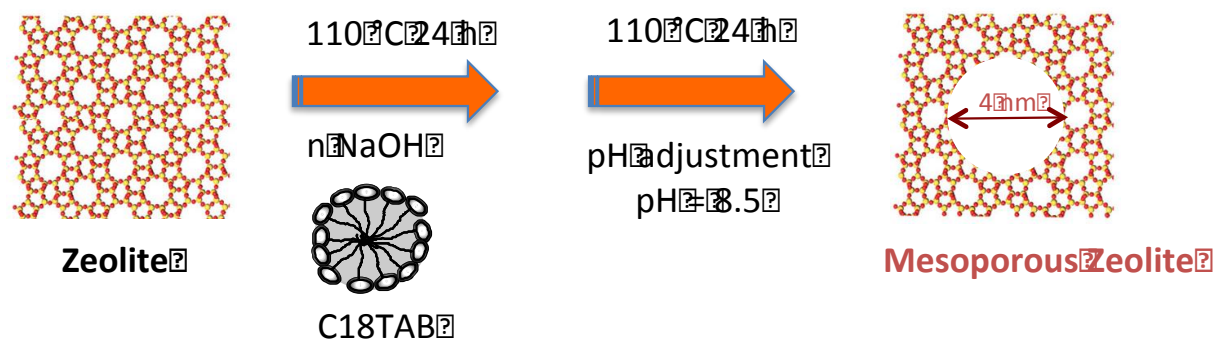 110 °C 24 h
n NaOH
C18TAB
110 °C 24 h
pH adjustment
pH = 8.5
4 nm
Zeolite
Mesoporous Zeolite